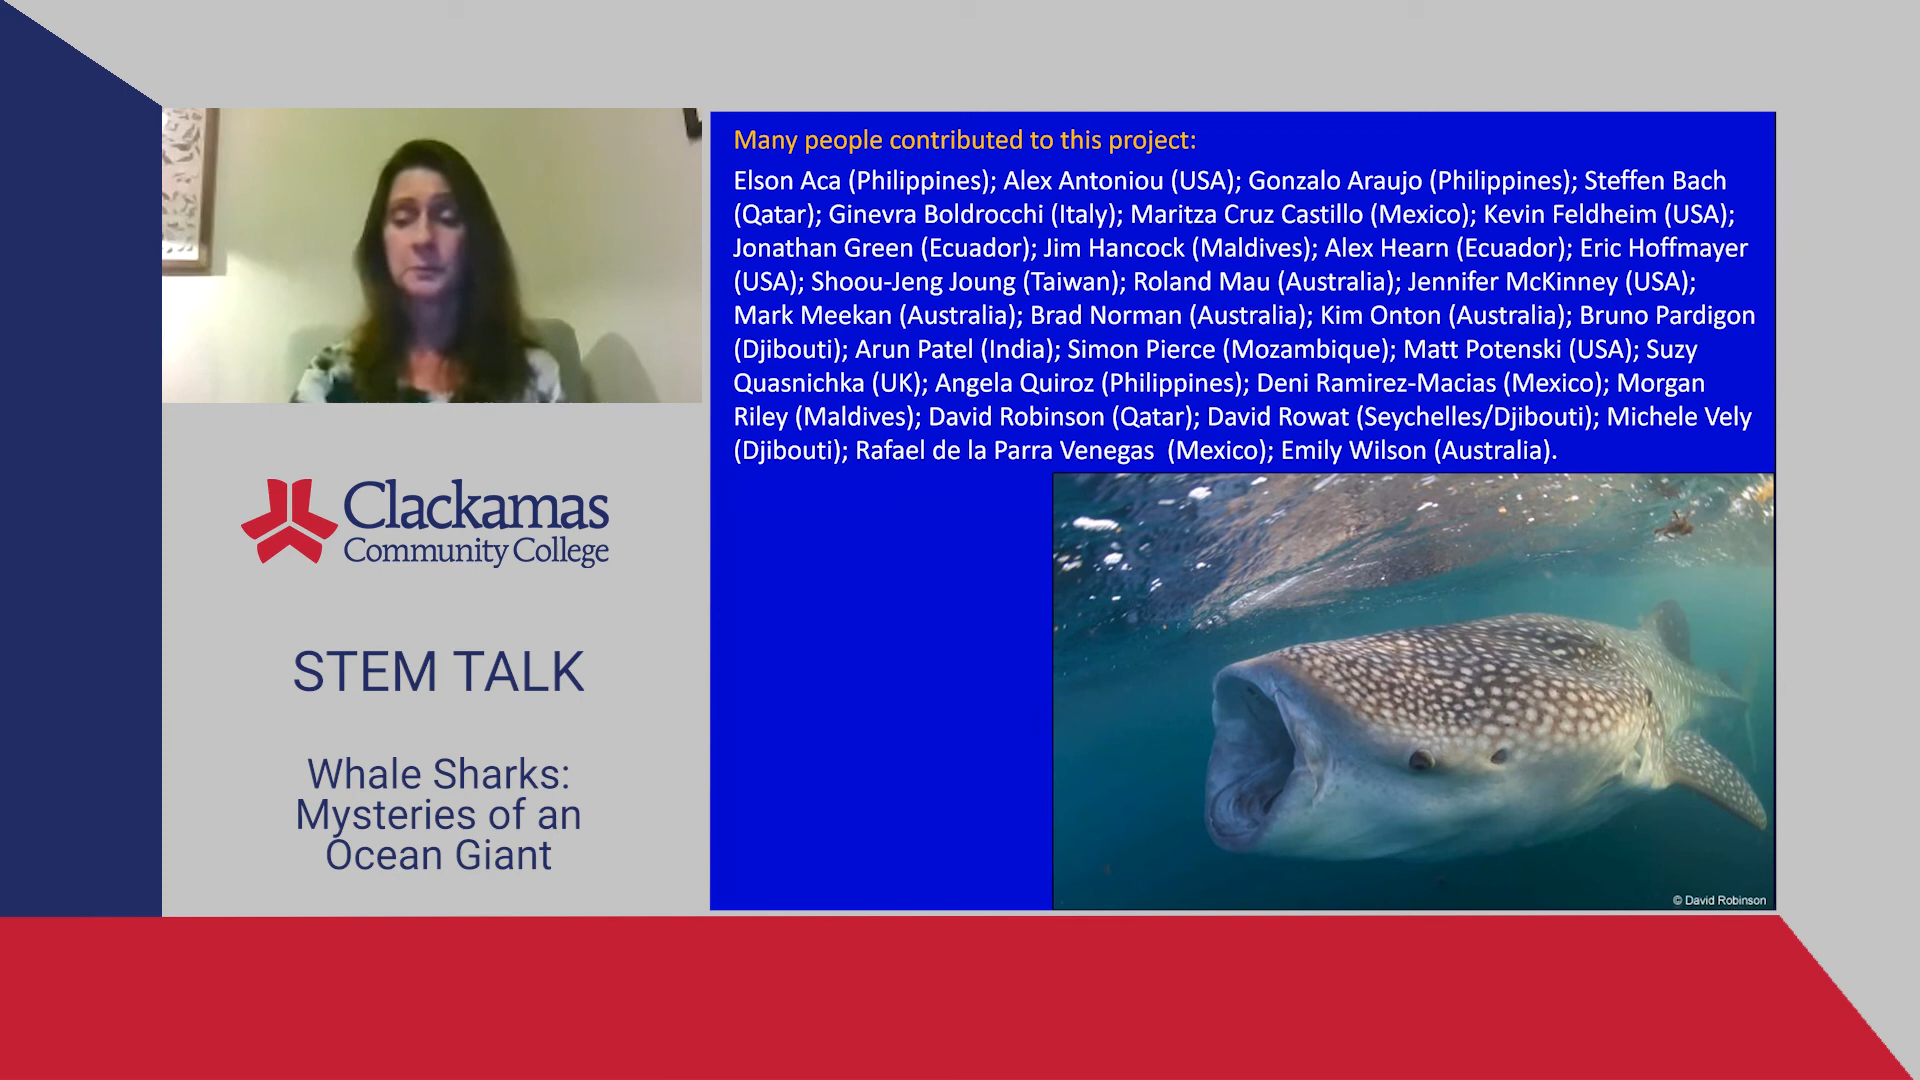 Clackamas
Community College
STEM TALK
Whale Sharks:
Mysteries of an
Ocean Giant
Many people contributed to this project:
Elson Aca (Philippines); Alex Antoniou (USA); Gonzalo Araujo (Philippines); Steffen Bach
(Qatar); Ginevra Boldrocchi (Italy); Maritza Cruz Castillo (Mexico); Kevin Feldheim (USA);
Jonathan Green (Ecuador); Jim Hancock (Maldives); Alex Hearn (Ecuador); Eric Hoffmayer
(USA); Shoou-Jeng Joung (Taiwan); Roland Mau (Australia); Jennifer McKinney (USA);
Mark Meekan (Australia); Brad Norman (Australia); Kim Onton (Australia); Bruno Pardigon
(Djibouti); Arun Patel (India); Simon Pierce (Mozambique); Matt Potenski (USA); Suzy
Quasnichka (UK); Angela Quiroz (Philippines); Deni Ramirez-Macias (Mexico); Morgan
Riley (Maldives); David Robinson (Qatar); David Rowat (Seychelles/Djibouti); Michele Vely
(Djibouti); Rafael de la Parra Venegas (Mexico); Emily Wilson (Australia).
© David Robinson